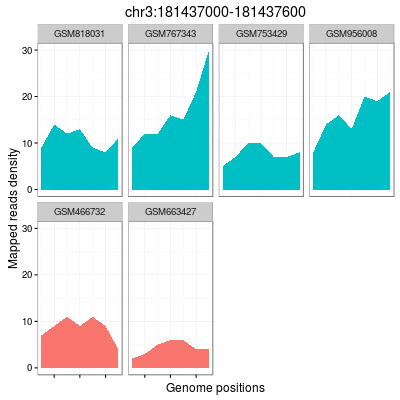 chr3:181437000-181437600
GSM818031 GSM767343 GSM753429 GSM956008
30
20
10
0
GSM466732 GSM663427
30
20
10
0
Mapped reads density
Genome positions